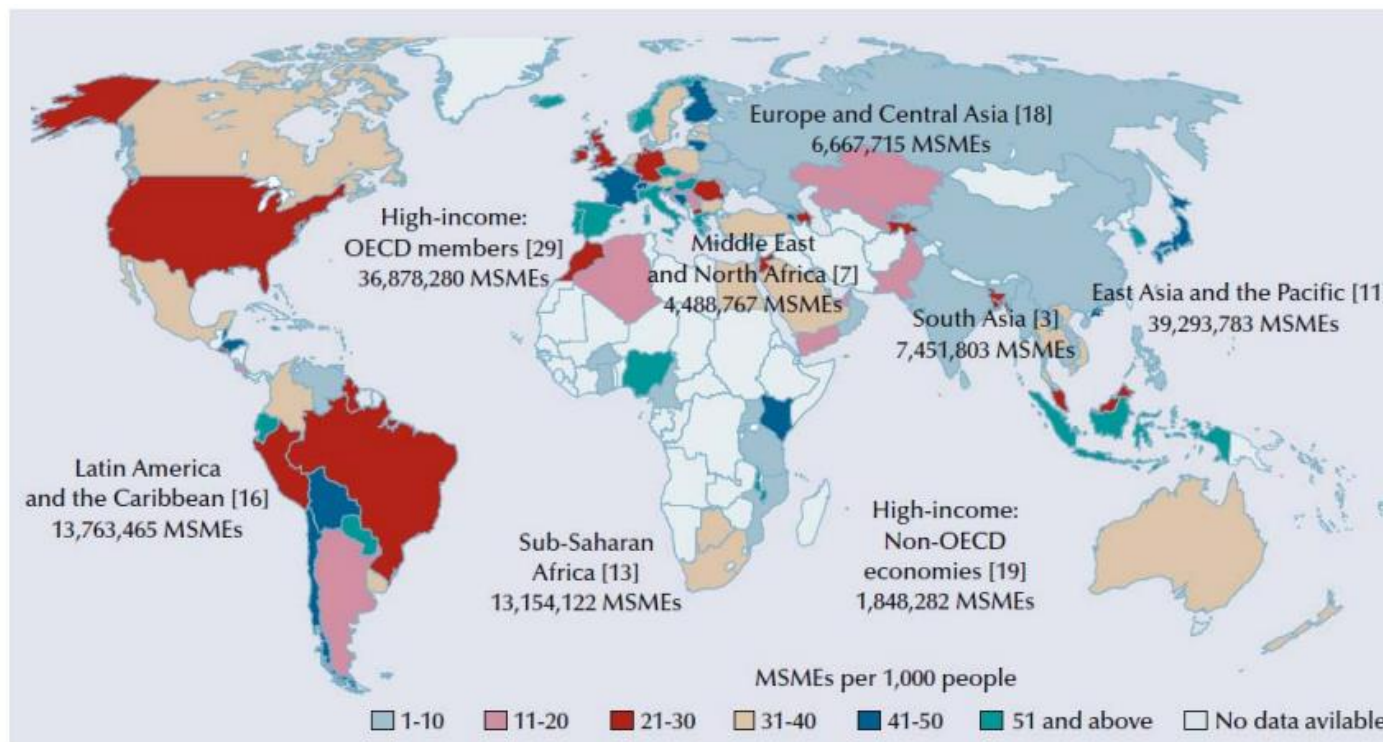 Europe and Central Asia [18]
6,667,715 MSMEs
High-income:
OECD members [29]
36,878,280 MSMEs
Middle East
and North Africa [7]
4,488,767 MSMEs
East Asia and the Pacific [11
39,293,783 MSMEs
South Asia [3]
7,451,803 MSMEs
Latin America
and the Caribbean [16]
13,763,465 MSMEs
Sub-Saharan
Africa [13]
13,154,122 MSMEs
High-income:
Non-OECD
economies [19]
1,848,282 MSMEs
MSMEs per 1,000 people
1-10 11-20 21-30 31-40 41-50 51 and above No data avilable